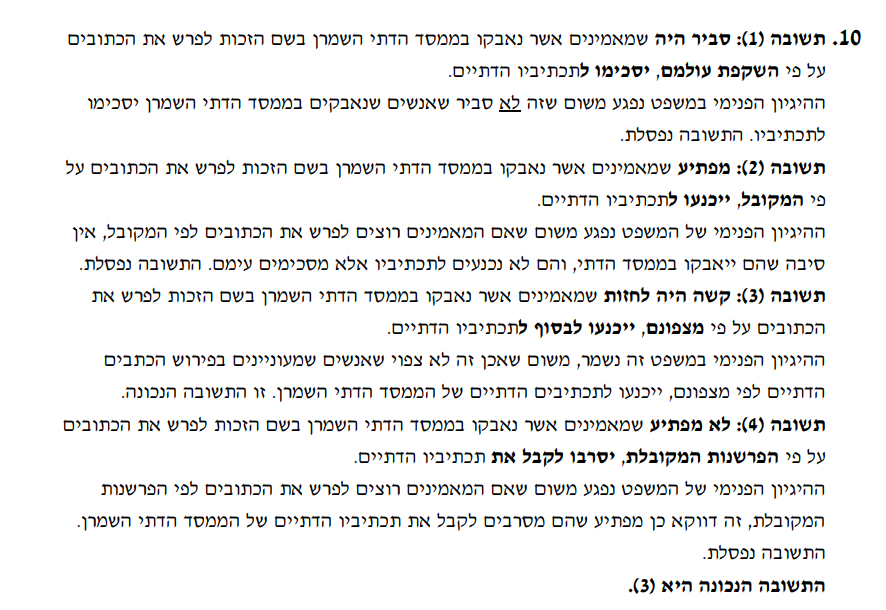 10. תשובה (1): סביר היה שמאמינים אשר נאבקו בממסד הדתי השמרן בשם הזכות לפרש את הכתובים
על פי השקפת עולמם, יסכימו לתכתיביו הדתיים.
ההיגיון הפנימי במשפט נפגע משום שזה לא סביר שאנשים שנאבקים בממסד הדתי השמרן יסכימו
לתכתיביו. התשובה נפסלת.
תשובה (2): מפתיע שמאמינים אשר נאבקו בממסד הדתי השמרן בשם הזכות לפרש את הכתובים על
פי המקובל, ייכנעו לתכתיביו הדתיים.
ההיגיון הפנימי של המשפט נפגע משום שאם המאמינים רוצים לפרש את הכתובים לפי המקובל, אין
סיבה שהם ייאבקו בממסד הדתי, והם לא נכנעים לתכתיביו אלא מסכימים עימם. התשובה נפסלת.
תשובה (3): קשה היה לחזות שמאמינים אשר נאבקו בממסד הדתי השמרן בשם הזכות לפרש את
הכתובים על פי מצפונם, ייכנעו לבסוף לתכתיביו הדתיים.
ההיגיון הפנימי במשפט זה נשמר, משום שאכן זה לא צפוי שאנשים שמעוניינים בפירוש הכתבים
הדתיים לפי מצפונם, ייכנעו לתכתיבים הדתיים של הממסד הדתי השמרן. זו התשובה הנכונה.
תשובה (4): לא מפתיע שמאמינים אשר נאבקו בממסד הדתי השמרן בשם הזכות לפרש את הכתובים
על פי הפרשנות המקובלת, יסרבו לקבל את תכתיביו הדתיים.
ההיגיון הפנימי של המשפט נפגע משום שאם המאמינים רוצים לפרש את הכתובים לפי הפרשנות
המקובלת, זה דווקא כן מפתיע שהם מסרבים לקבל את תכתיביו הדתיים של הממסד הדתי השמרן.
התשובה נפסלת.
התשובה הנכונה היא (3).